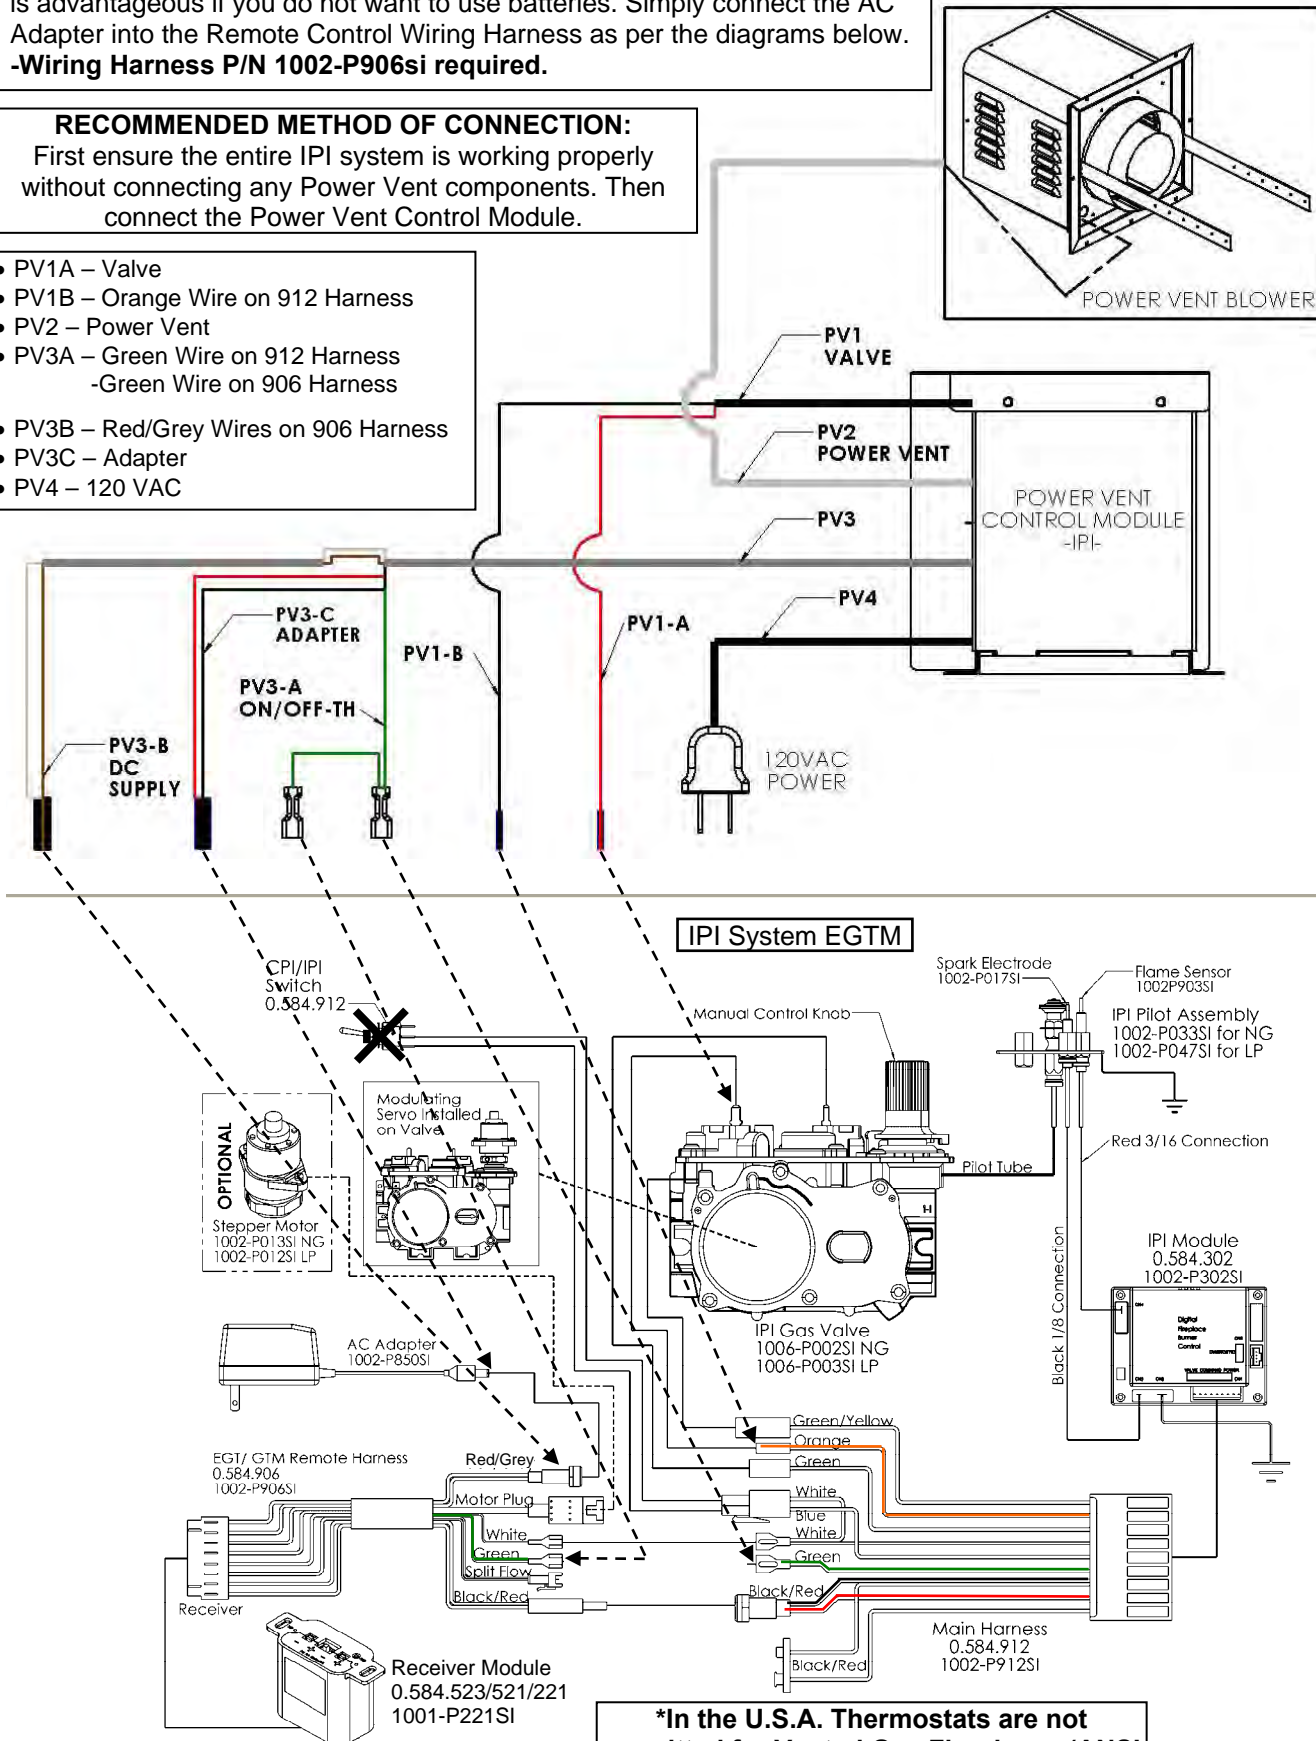 is advantageous if you do not want to use batteries. Simply connect the AC
Adapter into the Remote Control Wiring Harness as per the diagrams below.
-Wiring Harness P/N 1002-P906si required.
RECOMMENDED METHOD OF CONNECTION:
First ensure the entire IPI system is working properly
without connecting any Power Vent components. Then
connect the Power Vent Control Module.
• PV1A – Valve
• PV1B – Orange Wire on 912 Harness
• PV2 – Power Vent
• PV3A – Green Wire on 912 Harness
-Green Wire on 906 Harness
• PV3B – Red/Grey Wires on 906 Harness
• PV3C – Adapter
• PV4 – 120 VAC
POWER VENT BLOWER
PV1
VALVE
PV2
POWER VENT
PV3
PV4
POWER VENT
CONTROL MODULE
-IPI-
PV3-C
ADAPTER
PV1-B
PV1-A
PV3-A
ON/OFF-TH
PV3-B
DC
SUPPLY
120VAC
POWER
IPI System EGTM
CPI/IPI
Switch
0.584.912
Manual Control Knob
Spark Electrode
1002-P017SI
Flame Sensor
1002P903SI
IPI Pilot Assembly
1002-P033SI for NG
1002-P047SI for LP
Modulating
Servo Installed
on Valve
OPTIONAL
Stepper Motor
1002-P013SI NG
1002-P012SI LP
Pilot Tube
Red 3/16 Connection
Black 1/8 Connection
H
IPI Module
0.584.302
1002-P302SI
Digital
Fireplace
Burner
Control
IPI Gas Valve
1006-P002SI NG
1006-P003SI LP
AC Adapter
1002-P850SI
EGT/ GTM Remote Harness
0.584.906
1002-P906SI
Red/Grey
Motor Plug
White
Green
Split Flow
Black/Red
Receiver
Green/Yellow
Orange
Green
White
Blue
White
Green
Black/Red
Black/Red
Main Harness
0.584.912
1002-P912SI
Receiver Module
0.584.523/521/221
1001-P221SI
*In the U.S.A. Thermostats are not